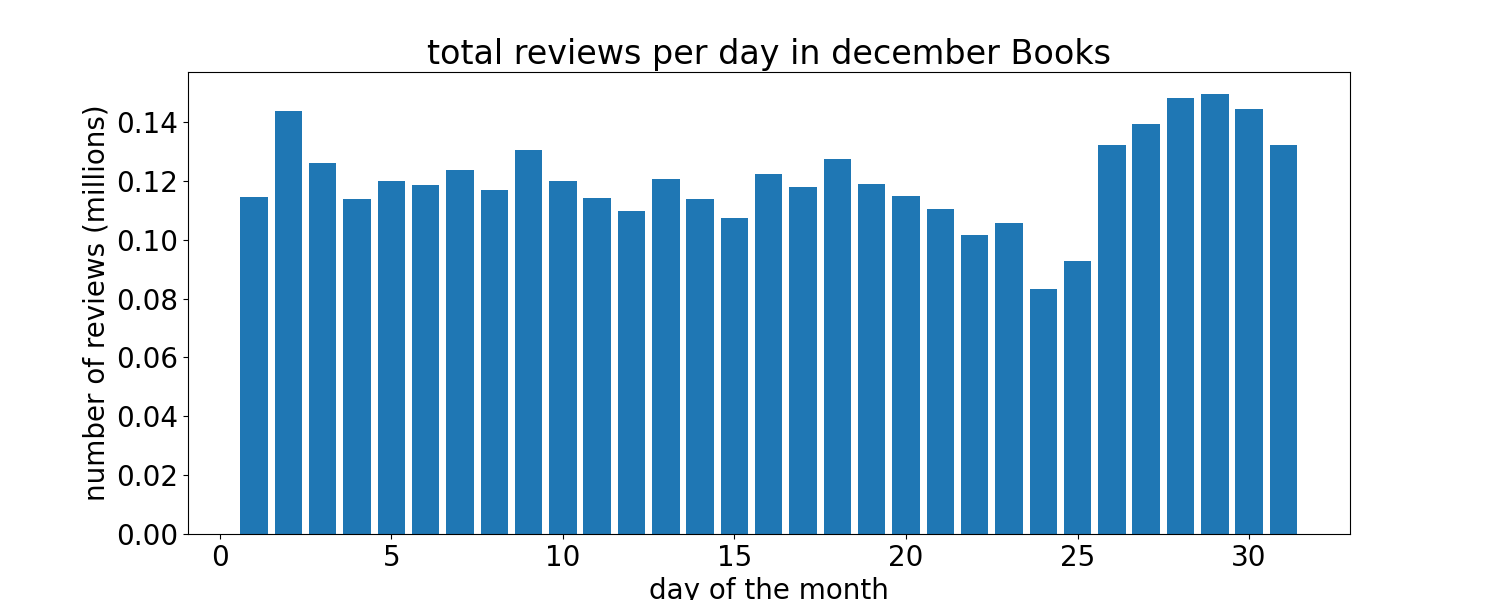 total reviews per day in december Books
number of reviews (millions)
0.14
0.12
0.10
0.08
0.06
0.04
0.02
0.00
0 5 10 15 20 25 30
day of the month